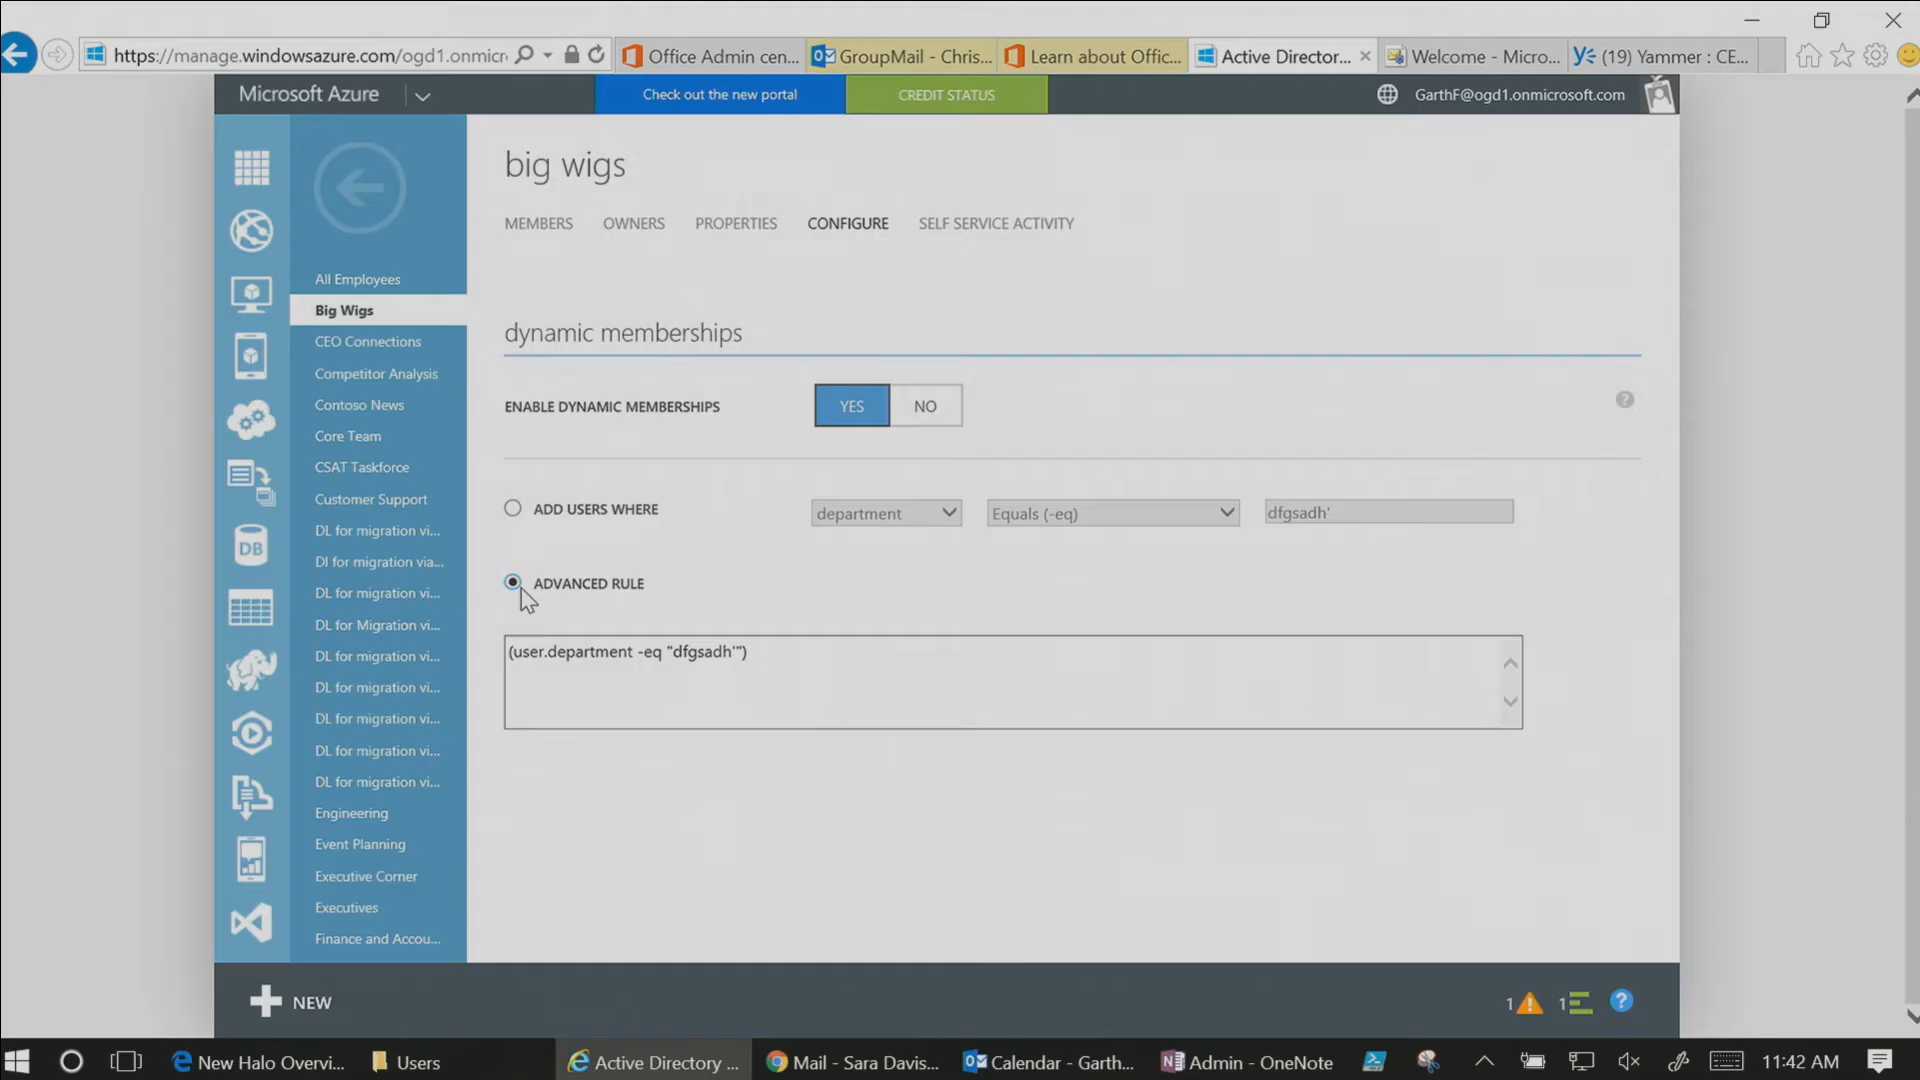 https://manage.windowsazure.com/ogd1.onmicr
Office Admin cen...
GroupMail - Chris...
Learn about Offic...
Active Director...
Welcome - Micro...
(19) Yammer : CE...
Microsoft Azure
Check out the new portal
CREDIT STATUS
GarthF@ogd1.onmicrosoft.com
big wigs
MEMBERS OWNERS PROPERTIES CONFIGURE SELF SERVICE ACTIVITY
All Employees
Big Wigs
CEO Connections
Competitor Analysis
Contoso News
Core Team
CSAT Taskforce
Customer Support
DL for migration vi...
Dl for migration via...
DL for migration vi...
DL for Migration vi...
DL for migration vi...
DL for migration vi...
DL for migration vi...
DL for migration vi...
DL for migration vi...
Engineering
Event Planning
Executive Corner
Executives
Finance and Accou...
dynamic memberships
ENABLE DYNAMIC MEMBERSHIPS YES NO
ADD USERS WHERE department Equals (-eq) dfgsadh'
ADVANCED RULE
(user.department -eq "dfgsadh'")
DB
NEW
1 1
New Halo Overvi...
Users
Active Directory ...
Mail - Sara Davis...
Calendar - Garth...
Admin - OneNote
11:42 AM